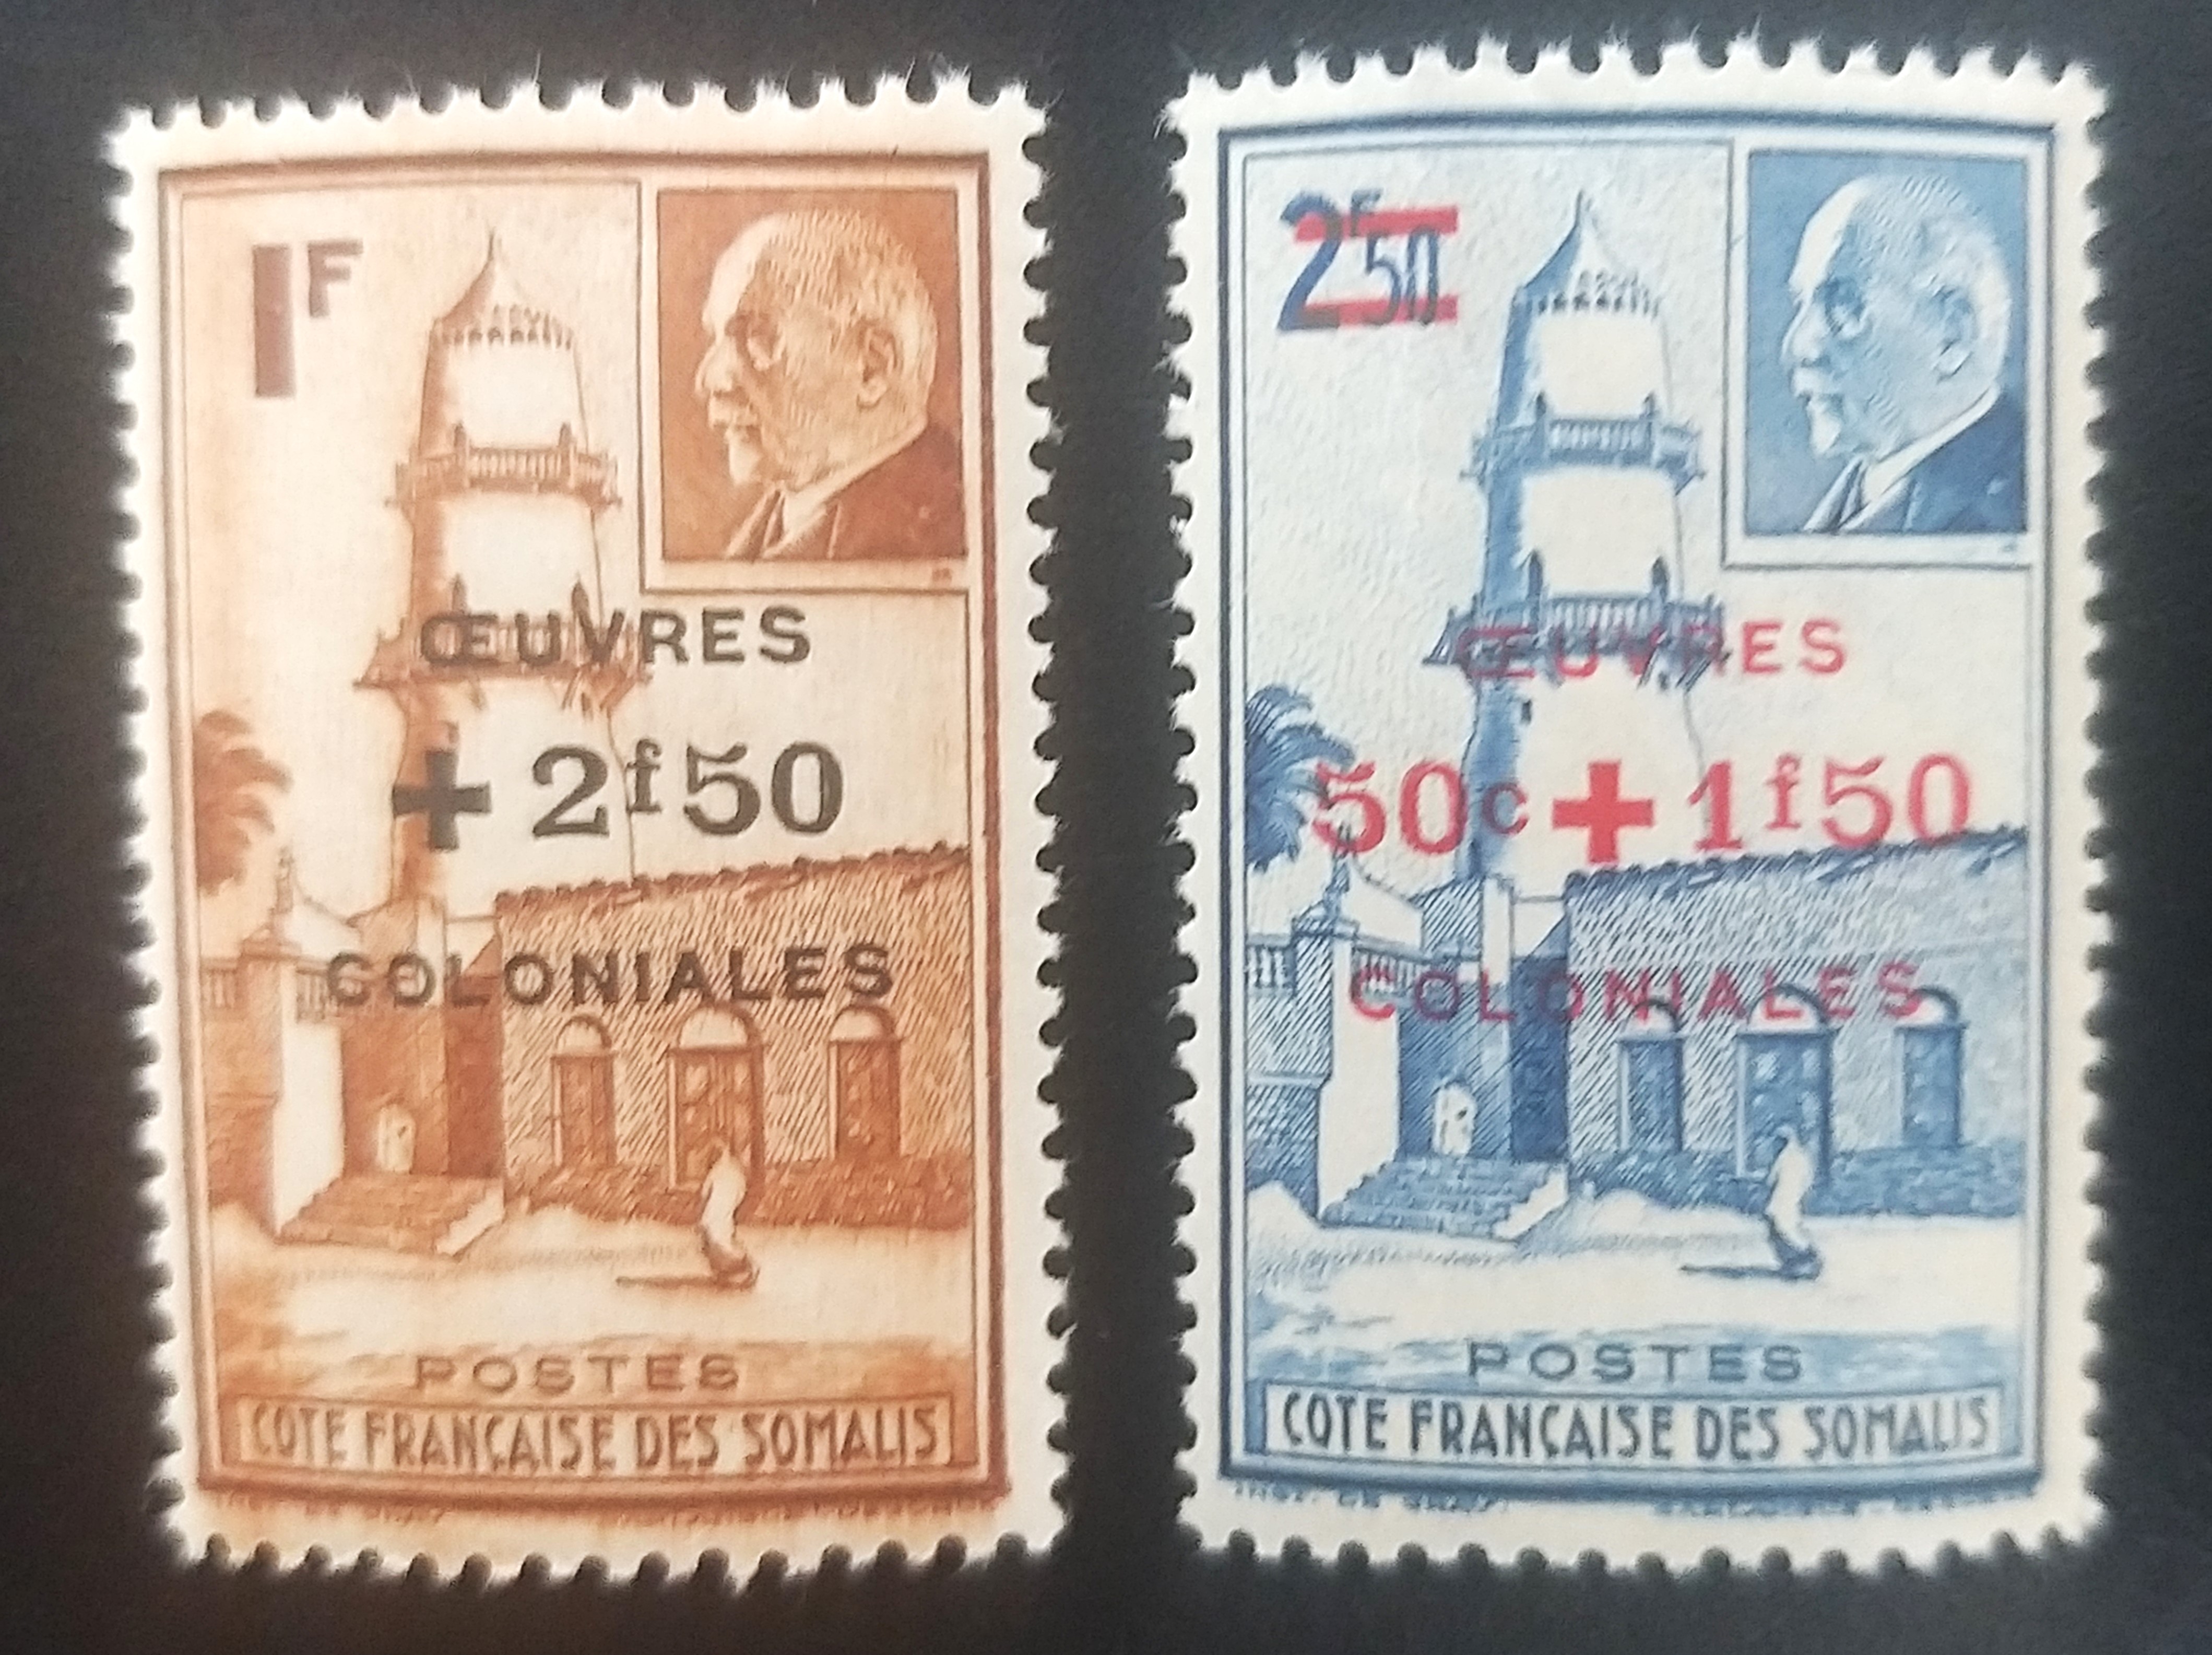 1F
ŒUVRES
+ 2f50
COLONIALES
POSTES
COTE FRANÇAISE DES SOMALIS
2F50
ŒUVRES
50c + 1f50
COLONIALES
POSTES
COTE FRANÇAISE DES SOMALIS